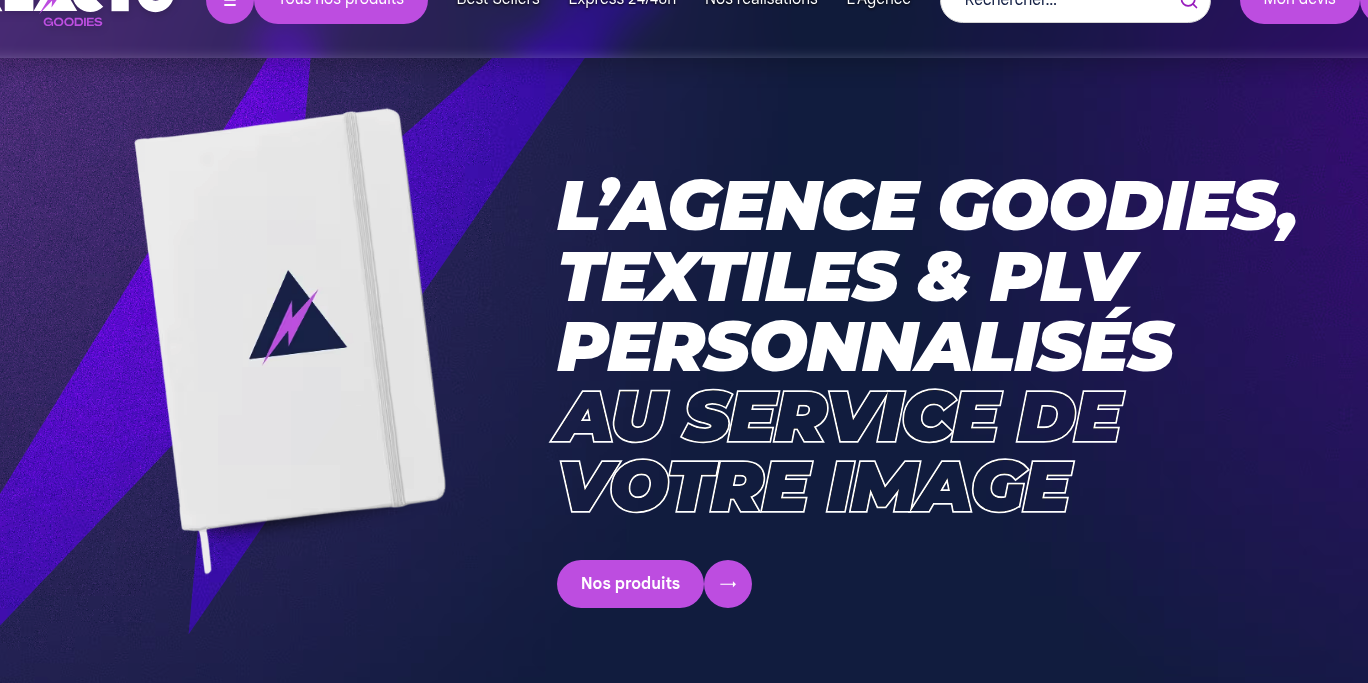 GOODIES
Tous nos produits
Best Sellers
Express 24/48h
Nos réalisations
L'Agence
Rechercher...
Mon devis
L’AGENCE GOODIES,
TEXTILES & PLV
PERSONNALISÉS
AU SERVICE DE
VOTRE IMAGE
Nos produits →